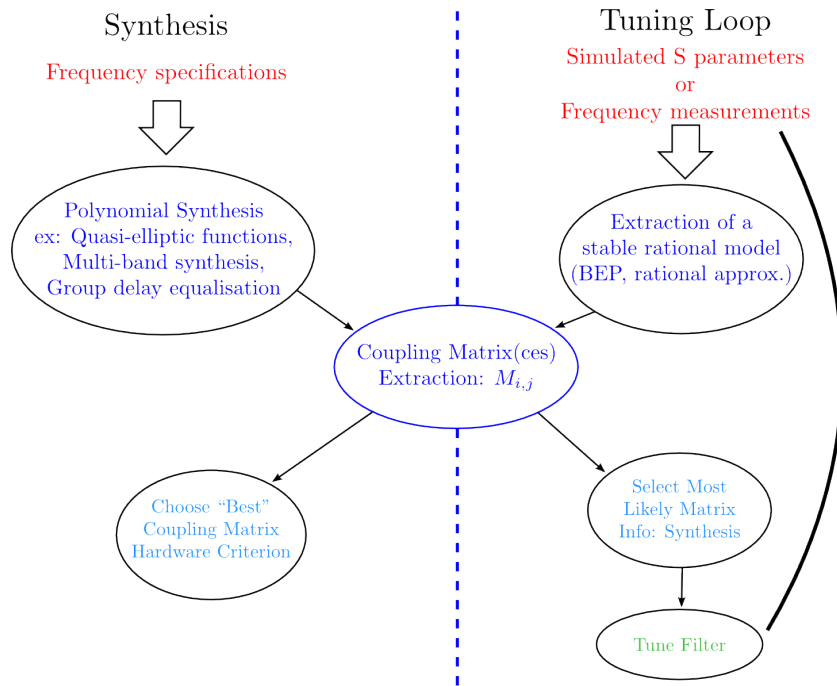 Synthesis
Frequency specifications
Polynomial Synthesis
ex: Quasi-elliptic functions,
Multi-band synthesis,
Group delay equalisation
Tuning Loop
Simulated S parameters
or
Frequency measurements
Extraction of a
stable rational model
(BEP, rational approx.)
Coupling Matrix(ces)
Extraction: $M_{i,j}$
Choose “Best”
Coupling Matrix
Hardware Criterion
Select Most
Likely Matrix
Info: Synthesis
Tune Filter